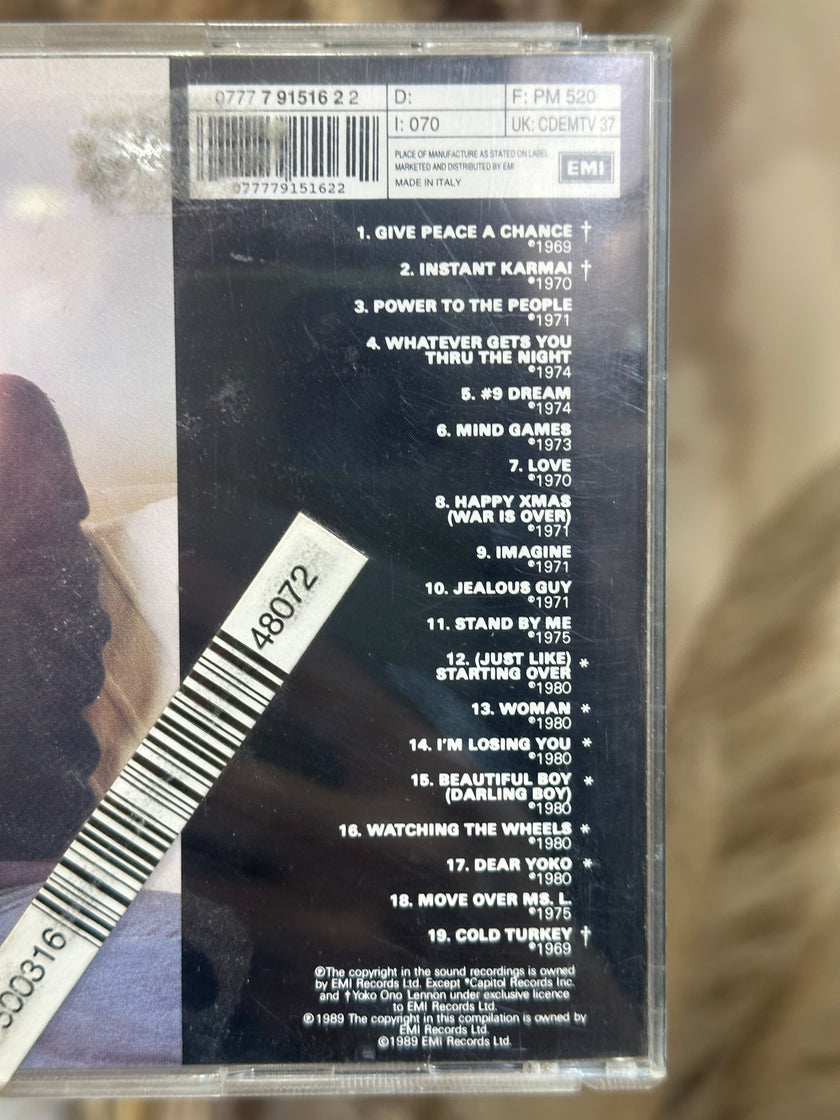 0777 7 91516 2 2
D:
F: PM 520
I: 070
UK: CDEMTV 37
077779151622
PLACE OF MANUFACTURE AS STATED ON LABEL
MARKETED AND DISTRIBUTED BY EMI
MADE IN ITALY
EMI
1. GIVE PEACE A CHANCE †
℗1969
2. INSTANT KARMA! †
℗1970
3. POWER TO THE PEOPLE
℗1971
4. WHATEVER GETS YOU
THRU THE NIGHT
℗1974
5. #9 DREAM
℗1974
6. MIND GAMES
℗1973
7. LOVE
℗1970
8. HAPPY XMAS
(WAR IS OVER)
℗1971
9. IMAGINE
℗1971
10. JEALOUS GUY
℗1971
11. STAND BY ME
℗1975
12. (JUST LIKE) *
STARTING OVER
℗1980
13. WOMAN *
℗1980
14. I'M LOSING YOU *
℗1980
15. BEAUTIFUL BOY *
(DARLING BOY)
℗1980
16. WATCHING THE WHEELS *
℗1980
17. DEAR YOKO *
℗1980
18. MOVE OVER MS. L.
℗1975
19. COLD TURKEY †
℗1969
℗The copyright in the sound recordings is owned
by EMI Records Ltd. Except *Capitol Records Inc.
and †Yoko Ono Lennon under exclusive licence
to EMI Records Ltd.
℗1989 The copyright in this compilation is owned by
EMI Records Ltd.
©1989 EMI Records Ltd.
48072
300316